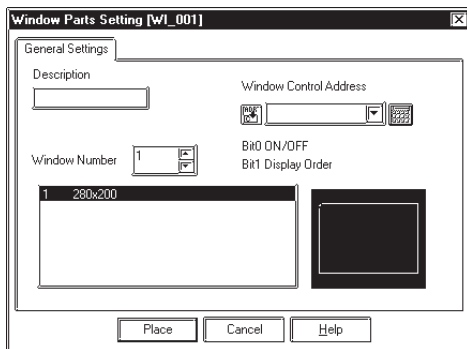 Window Parts Setting [WI_001]
General Settings
Description
Window Control Address
Window Number
1
Bit0 ON/OFF
Bit1 Display Order
1 280x200
Place Cancel Help